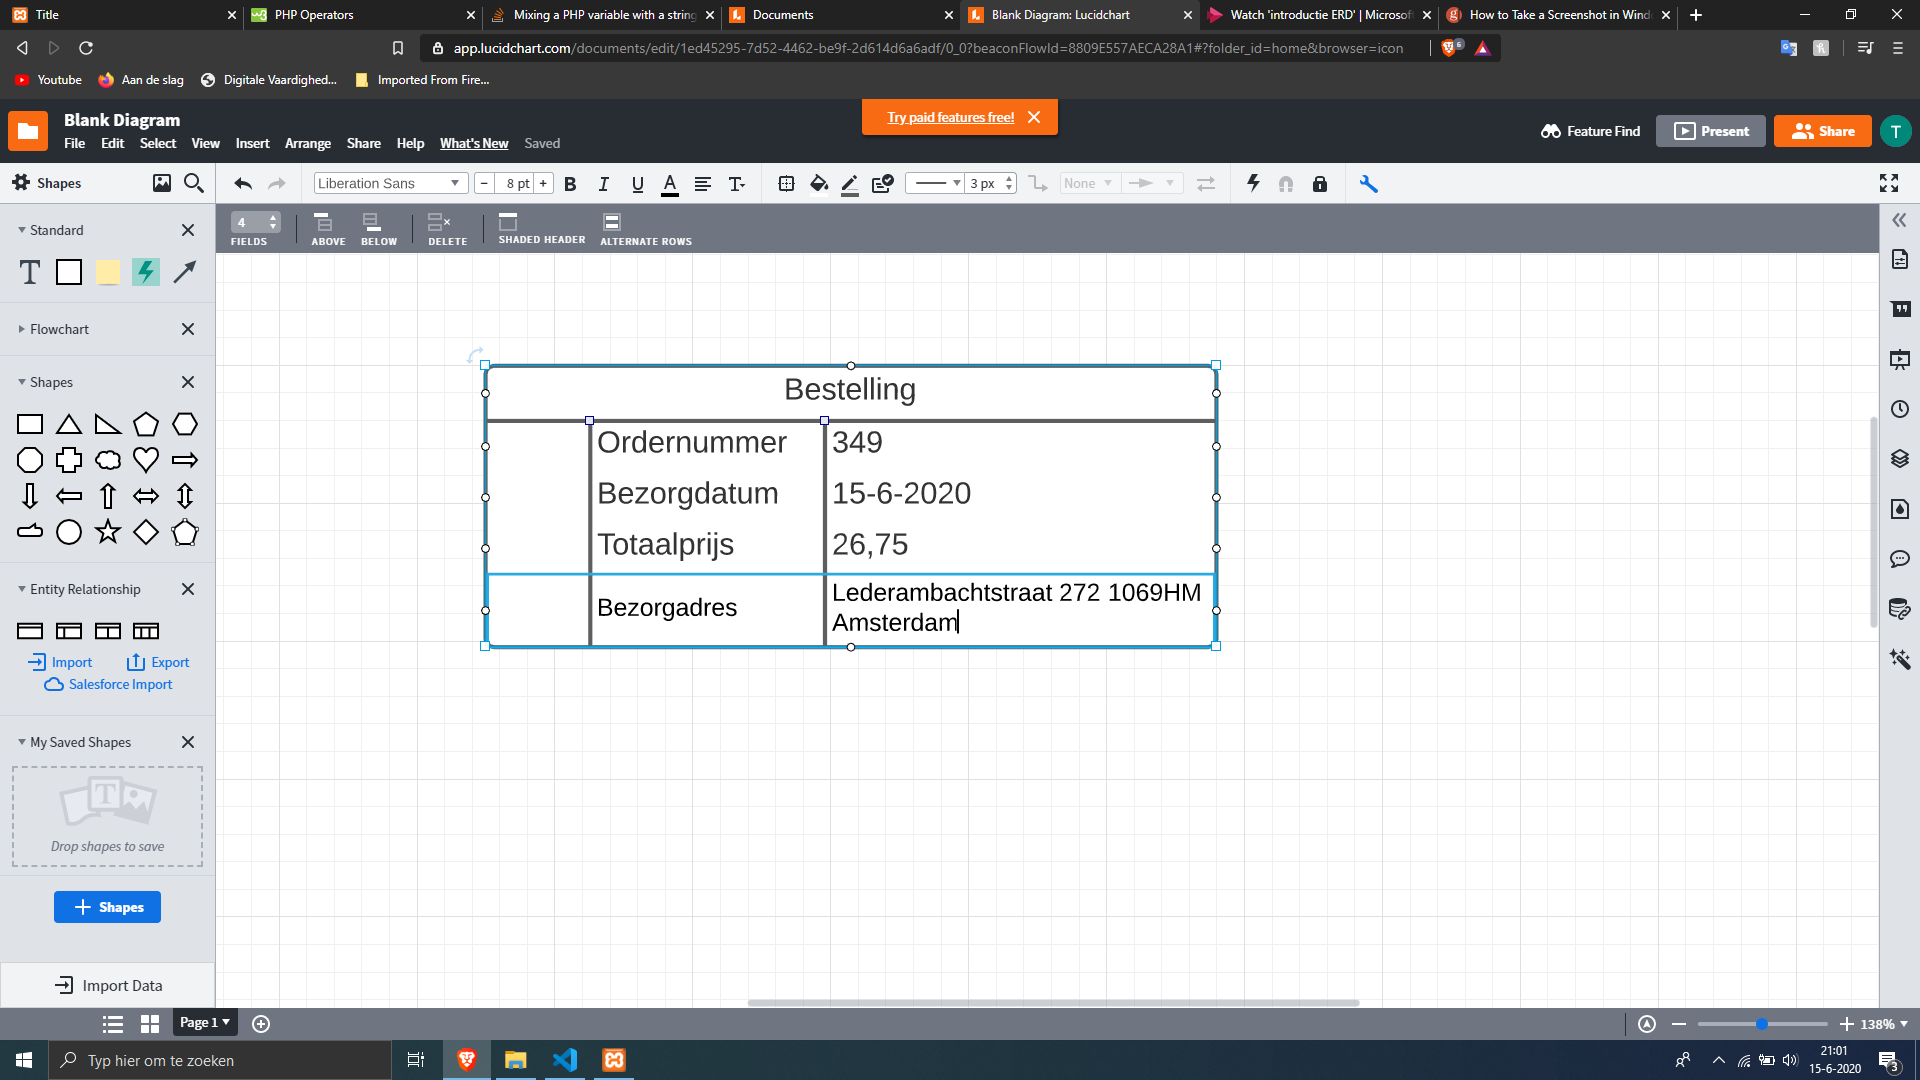 Title
PHP Operators
Mixing a PHP variable with a string
Documents
Blank Diagram: Lucidchart
Watch 'introductie ERD' | Microsof
How to Take a Screenshot in Wind
app.lucidchart.com/documents/edit/1ed45295-7d52-4462-be9f-2d614d6a6adf/0_0?beaconFlowId=8809E557AECA28A1#?folder_id=home&browser=icon
6
Youtube
Aan de slag
Digitale Vaardighed...
Imported From Fire...
Blank Diagram
Try paid features free!
File Edit Select View Insert Arrange Share Help What's New Saved
Feature Find
Present
Share
T
Shapes
Liberation Sans
8 pt
B I U A T
3 px
None
4
FIELDS
ABOVE
BELOW
DELETE
SHADED HEADER
ALTERNATE ROWS
Standard
T
Flowchart
Shapes
Entity Relationship
Import
Export
Salesforce Import
My Saved Shapes
T
Drop shapes to save
+ Shapes
Import Data
Bestelling
Ordernummer 349
Bezorgdatum 15-6-2020
Totaalprijs 26,75
Bezorgadres
Lederambachtstraat 272 1069HM
Amsterdam
Page 1
138%
Typ hier om te zoeken
21:01
15-6-2020
3